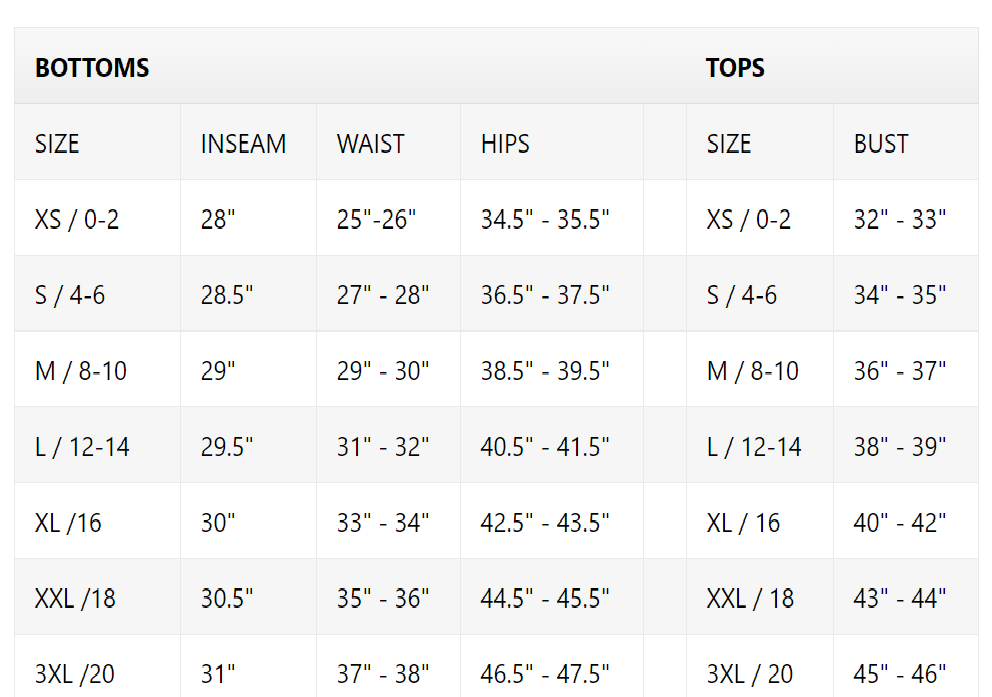 BOTTOMS TOPS
SIZE INSEAM WAIST HIPS SIZE BUST
XS / 0-2 28" 25"-26" 34.5" - 35.5" XS / 0-2 32" - 33"
S / 4-6 28.5" 27" - 28" 36.5" - 37.5" S / 4-6 34" - 35"
M / 8-10 29" 29" - 30" 38.5" - 39.5" M / 8-10 36" - 37"
L / 12-14 29.5" 31" - 32" 40.5" - 41.5" L / 12-14 38" - 39"
XL /16 30" 33" - 34" 42.5" - 43.5" XL / 16 40" - 42"
XXL /18 30.5" 35" - 36" 44.5" - 45.5" XXL / 18 43" - 44"
3XL /20 31" 37" - 38" 46.5" - 47.5" 3XL / 20 45" - 46"